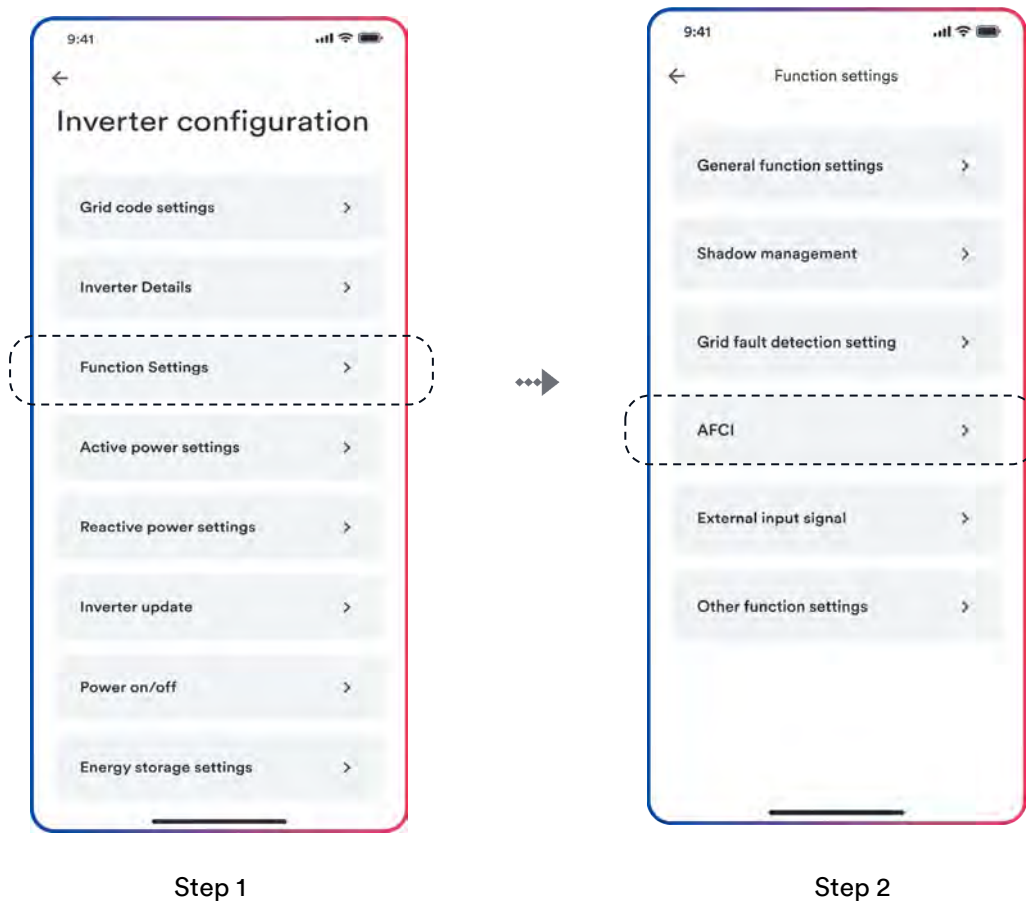 9:41
Inverter configuration
Grid code settings
Inverter Details
Function Settings
Active power settings
Reactive power settings
Inverter update
Power on/off
Energy storage settings
Step 1
9:41
Function settings
General function settings
Shadow management
Grid fault detection setting
AFCI
External input signal
Other function settings
Step 2